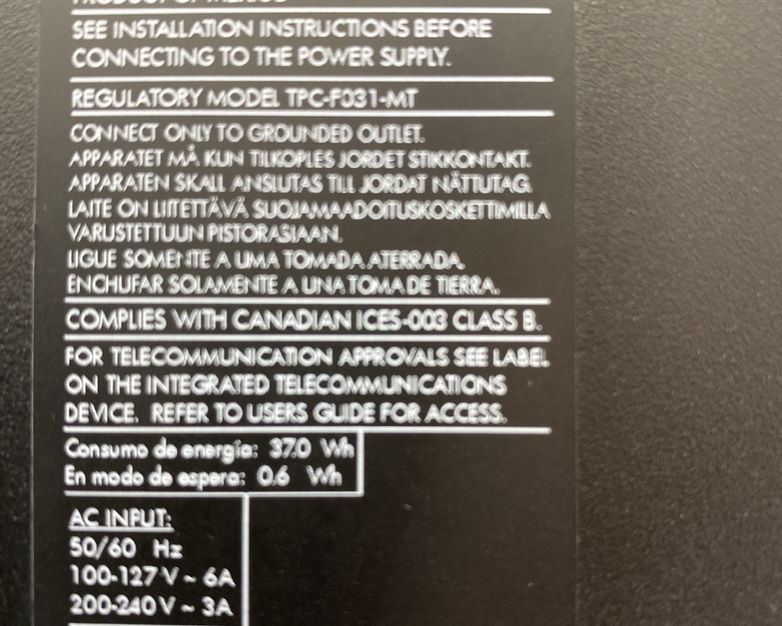 PRODUCT OF MEXICO
SEE INSTALLATION INSTRUCTIONS BEFORE
CONNECTING TO THE POWER SUPPLY.
REGULATORY MODEL TPC-F031-MT
CONNECT ONLY TO GROUNDED OUTLET.
APPARATET MÅ KUN TILKOPLES JORDET STIKKONTAKT.
APPARATEN SKALL ANSLUTAS TILL JORDAT NÄTTUTAG.
LAITE ON LIITETTÄVÄ SUOJAMAADOITUSKOSKETTIMILLA
VARUSTETTUUN PISTORASIAAN.
LIGUE SOMENTE A UMA TOMADA ATERRADA.
ENCHUFAR SOLAMENTE A UNA TOMA DE TIERRA.
COMPLIES WITH CANADIAN ICES-003 CLASS B.
FOR TELECOMMUNICATION APPROVALS SEE LABEL
ON THE INTEGRATED TELECOMMUNICATIONS
DEVICE. REFER TO USERS GUIDE FOR ACCESS.
Consumo de energía: 37.0 Wh
En modo de espera: 0.6 Wh
AC INPUT:
50/60 Hz
100-127 V ~ 6A
200-240 V ~ 3A